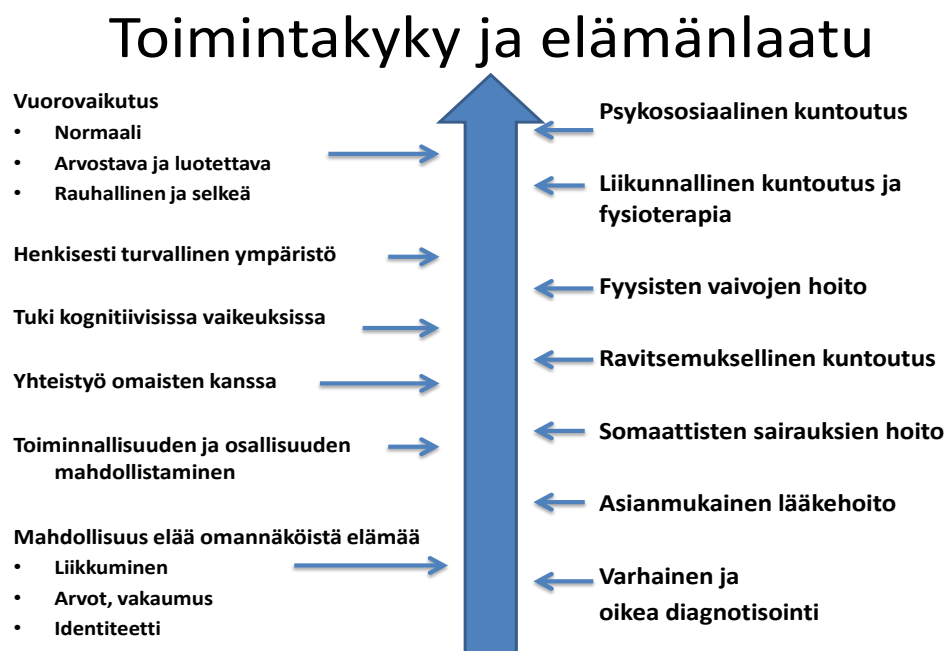 Toimintakyky ja elämänlaatu
Vuorovaikutus
• Normaali
• Arvostava ja luotettava
• Rauhallinen ja selkeä
Henkisesti turvallinen ympäristö
Tuki kognitiivisissa vaikeuksissa
Yhteistyö omaisten kanssa
Toiminnallisuuden ja osallisuuden
mahdollistaminen
Mahdollisuus elää omannäköistä elämää
• Liikkuminen
• Arvot, vakaumus
• Identiteetti
Psykososiaalinen kuntoutus
Liikunnallinen kuntoutus ja
fysioterapia
Fyysisten vaivojen hoito
Ravitsemuksellinen kuntoutus
Somaattisten sairauksien hoito
Asianmukainen lääkehoito
Varhainen ja
oikea diagnotisointi